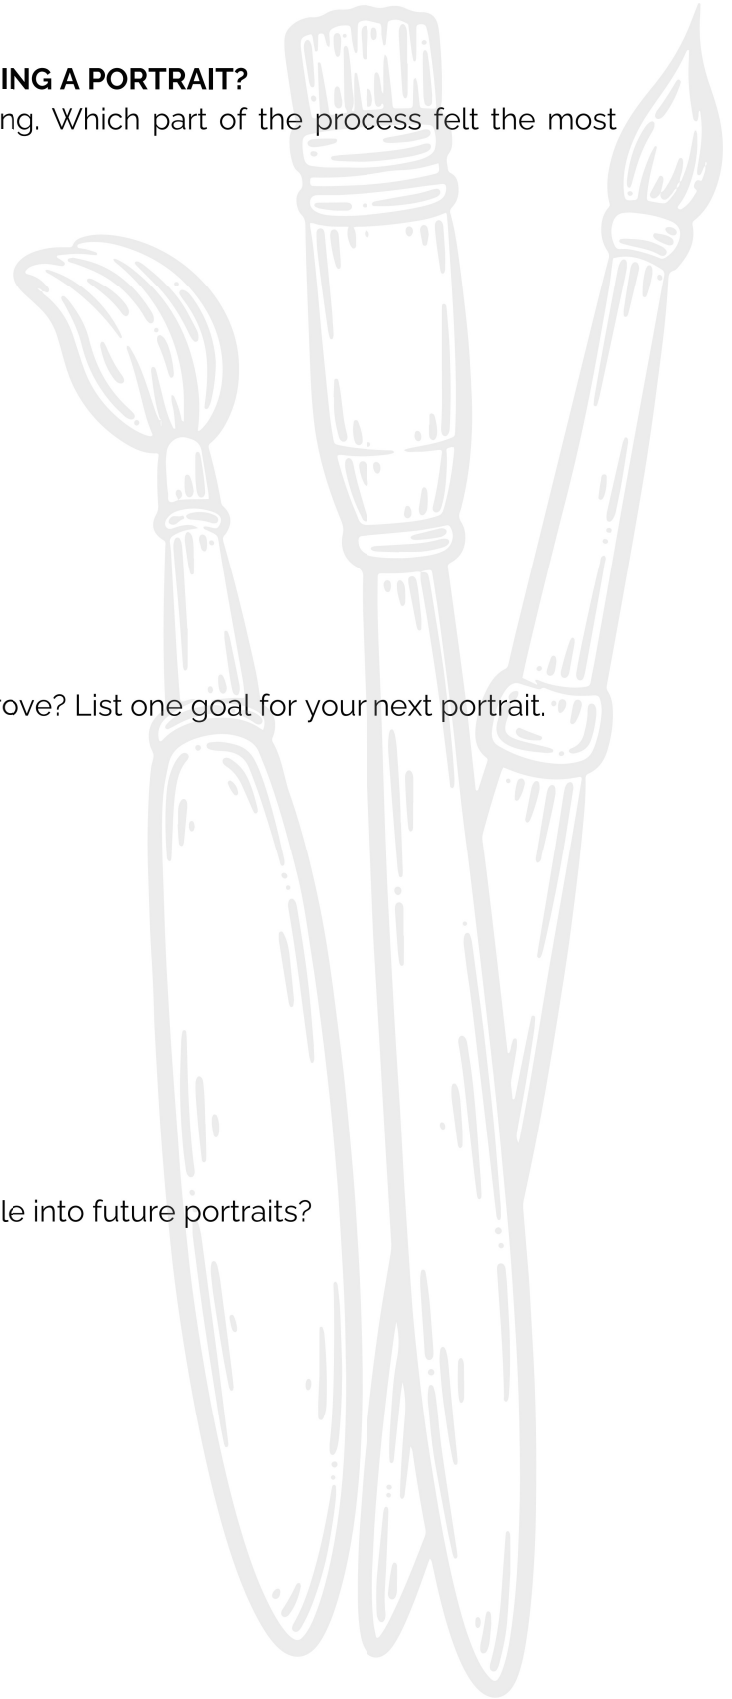 ING A PORTRAIT?
ng. Which part of the process felt the most
ove? List one goal for your next portrait.
le into future portraits?